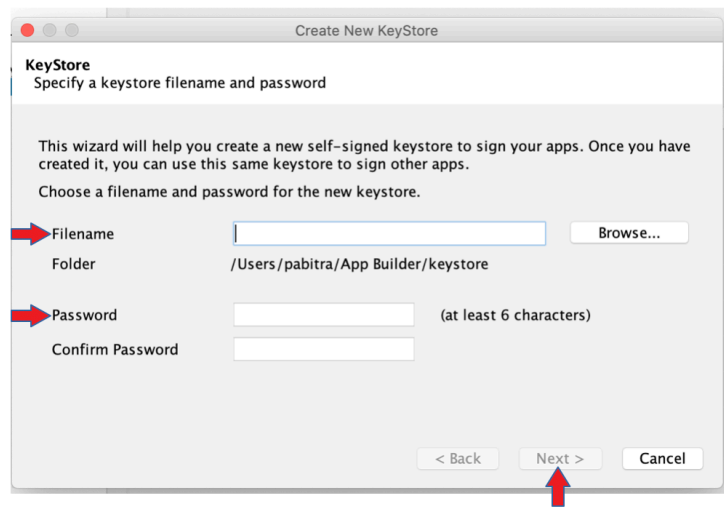 Create New KeyStore
KeyStore
Specify a keystore filename and password
This wizard will help you create a new self-signed keystore to sign your apps. Once you have
created it, you can use this same keystore to sign other apps.
Choose a filename and password for the new keystore.
Filename
Browse...
Folder /Users/pabitra/App Builder/keystore
Password (at least 6 characters)
Confirm Password
< Back Next > Cancel